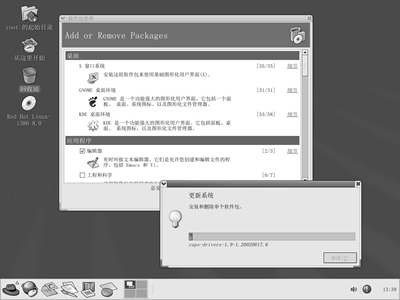 root 的起始目录
从这里开始
回收站
Red Hat Linux-
i386 8.0
软件包管理
Add or Remove Packages
桌面
X 窗口系统 [33/35] 细节
安装这组软件包来使用基础图形化用户界面(X)。
GNOME 桌面环境 [31/31] 细节
GNOME 是一个功能强大的图形化用户界面，它包括一个面
板、桌面、系统图标、以及图形化文件管理器。
KDE 桌面环境 细节
KDE 是一个功能强大的图形化用户界面，它包括面板、桌
面、系统图标、以及图形化文件管理器。
应用程序
编辑器 [2/3] 细节
有时叫做文本编辑器，它们是允许你创建和编辑文件的程
序。包括 Emacs 和 Vi。
工程和科学 [0/7] 细节
更新系统
安装和删除单个软件包。
cups-drivers-1.9-1.20020617.6
13:39